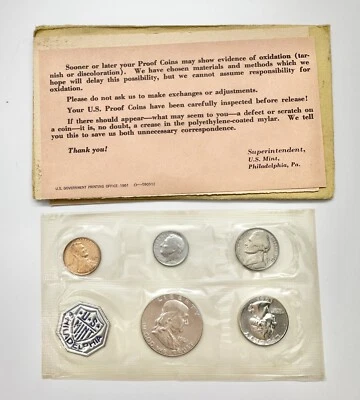 Sooner or later your Proof Coins may show evidence of oxidation (tar-
nish or discoloration). We have chosen materials and methods which we
hope will delay this possibility, but we cannot assume responsibility for
oxidation.
Please do not ask us to make exchanges or adjustments.
Your U.S. Proof Coins have been carefully inspected before release!
If there should appear—what may seem to you—a defect or scratch on
a coin—it is, no doubt, a crease in the polyethylene-coated mylar. We tell
you this to save us both unnecessary correspondence.
Thank you!
Superintendent,
U.S. Mint,
Philadelphia, Pa.
U.S. GOVERNMENT PRINTING OFFICE: 1961
U.S.
MINT
PHILADELPHIA